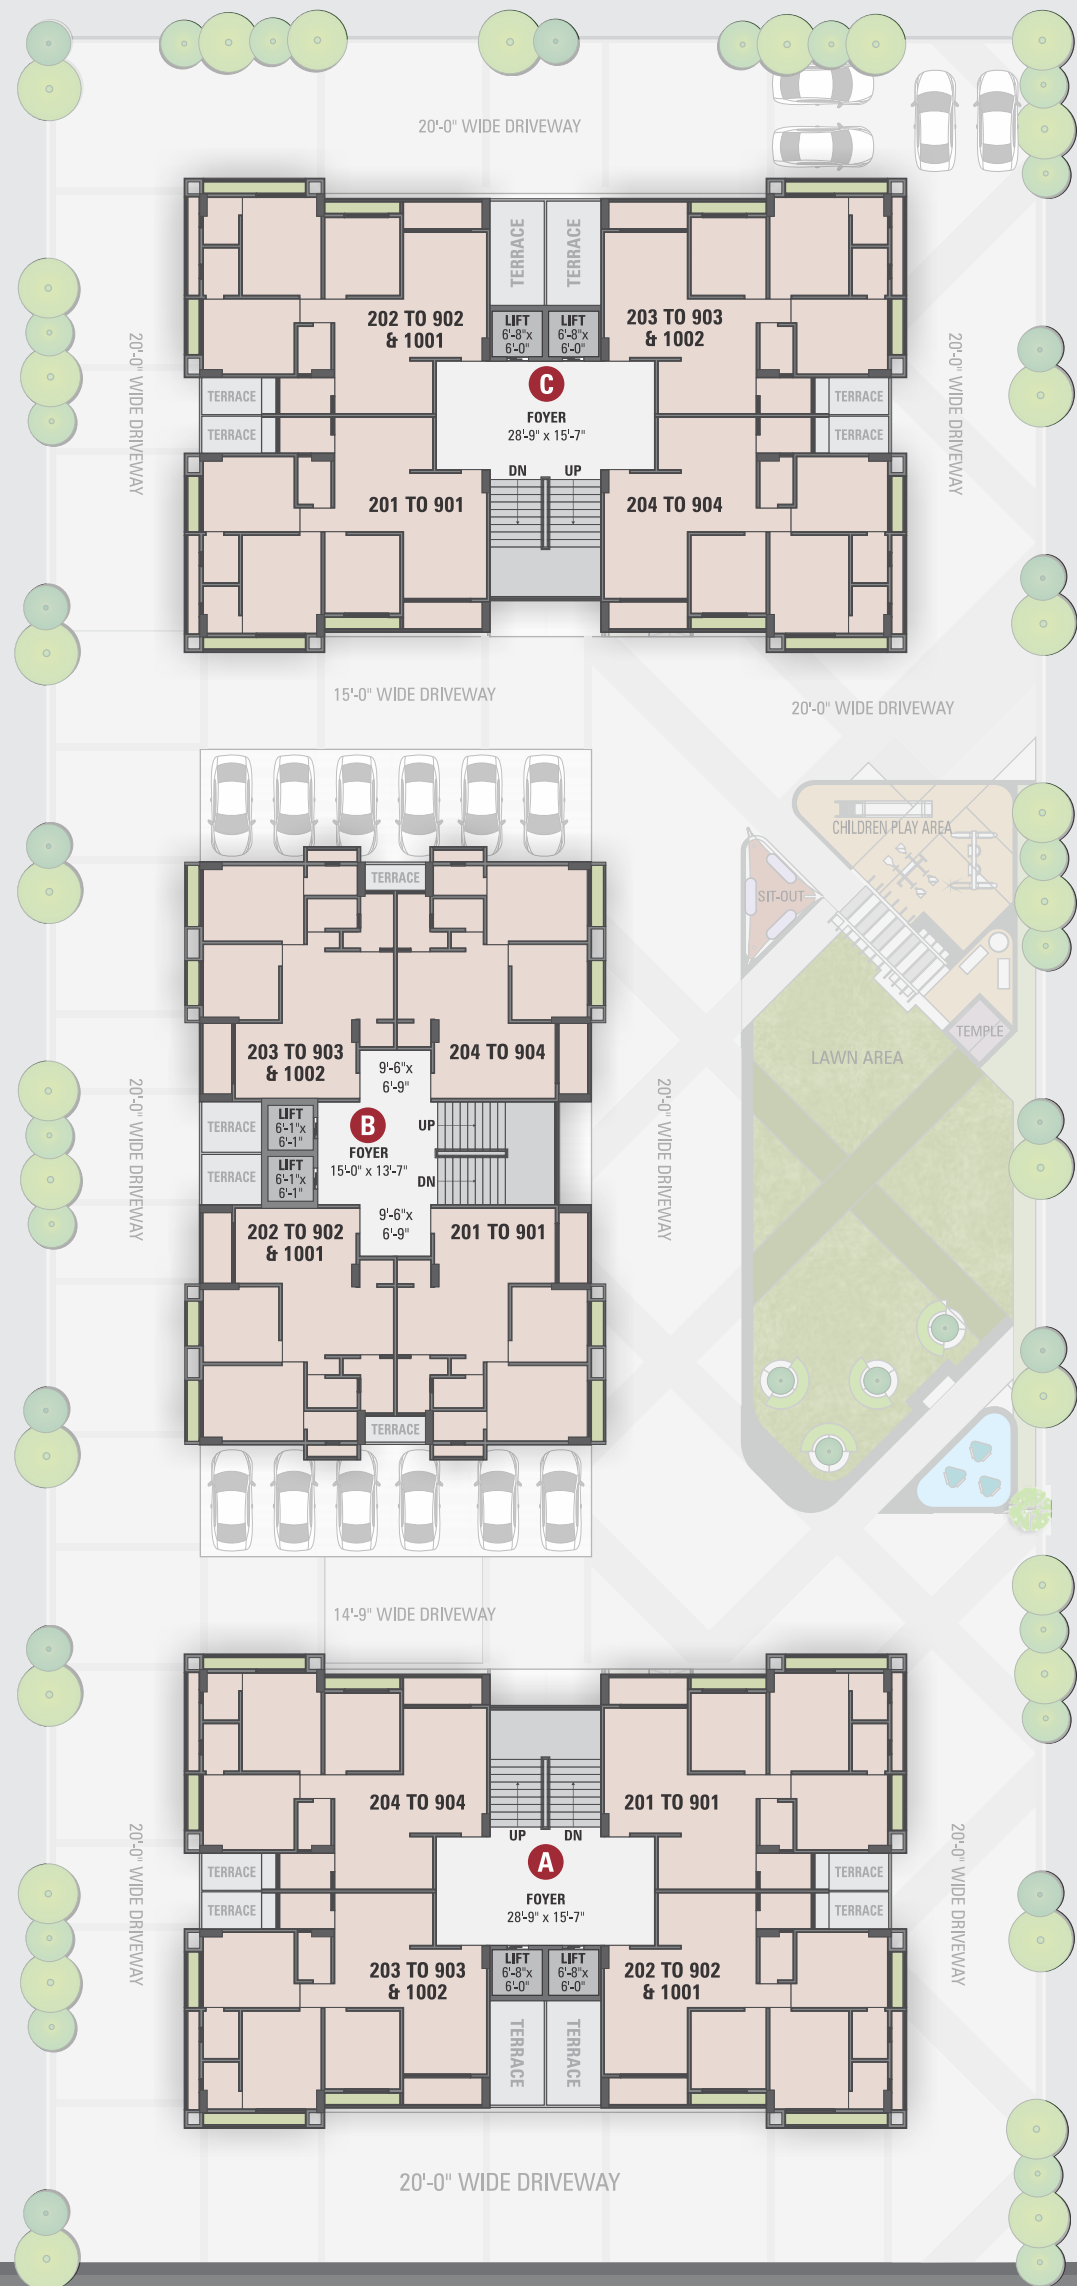 20'-0" WIDE DRIVEWAY
TERRACE
TERRACE
202 TO 902
& 1001
LIFT
6'-8"x
6'-0"
LIFT
6'-8"x
6'-0"
203 TO 903
& 1002
20'-0" WIDE DRIVEWAY
20'-0" WIDE DRIVEWAY
TERRACE
TERRACE
C
FOYER
28'-9" x 15'-7"
TERRACE
TERRACE
DN
UP
201 TO 901
204 TO 904
15'-0" WIDE DRIVEWAY
20'-0" WIDE DRIVEWAY
CHILDREN PLAY AREA
SIT-OUT
TEMPLE
LAWN AREA
TERRACE
203 TO 903
& 1002
9'-6"x
6'-9"
204 TO 904
20'-0" WIDE DRIVEWAY
20'-0" WIDE DRIVEWAY
TERRACE
LIFT
6'-1"x
6'-1"
B
UP
FOYER
15'-0" x 13'-7"
TERRACE
LIFT
6'-1"x
6'-1"
DN
202 TO 902
& 1001
9'-6"x
6'-9"
201 TO 901
TERRACE
14'-9" WIDE DRIVEWAY
204 TO 904
201 TO 901
UP
DN
20'-0" WIDE DRIVEWAY
20'-0" WIDE DRIVEWAY
TERRACE
TERRACE
A
FOYER
28'-9" x 15'-7"
TERRACE
TERRACE
203 TO 903
& 1002
LIFT
6'-8"x
6'-0"
LIFT
6'-8"x
6'-0"
202 TO 902
& 1001
TERRACE
TERRACE
20'-0" WIDE DRIVEWAY